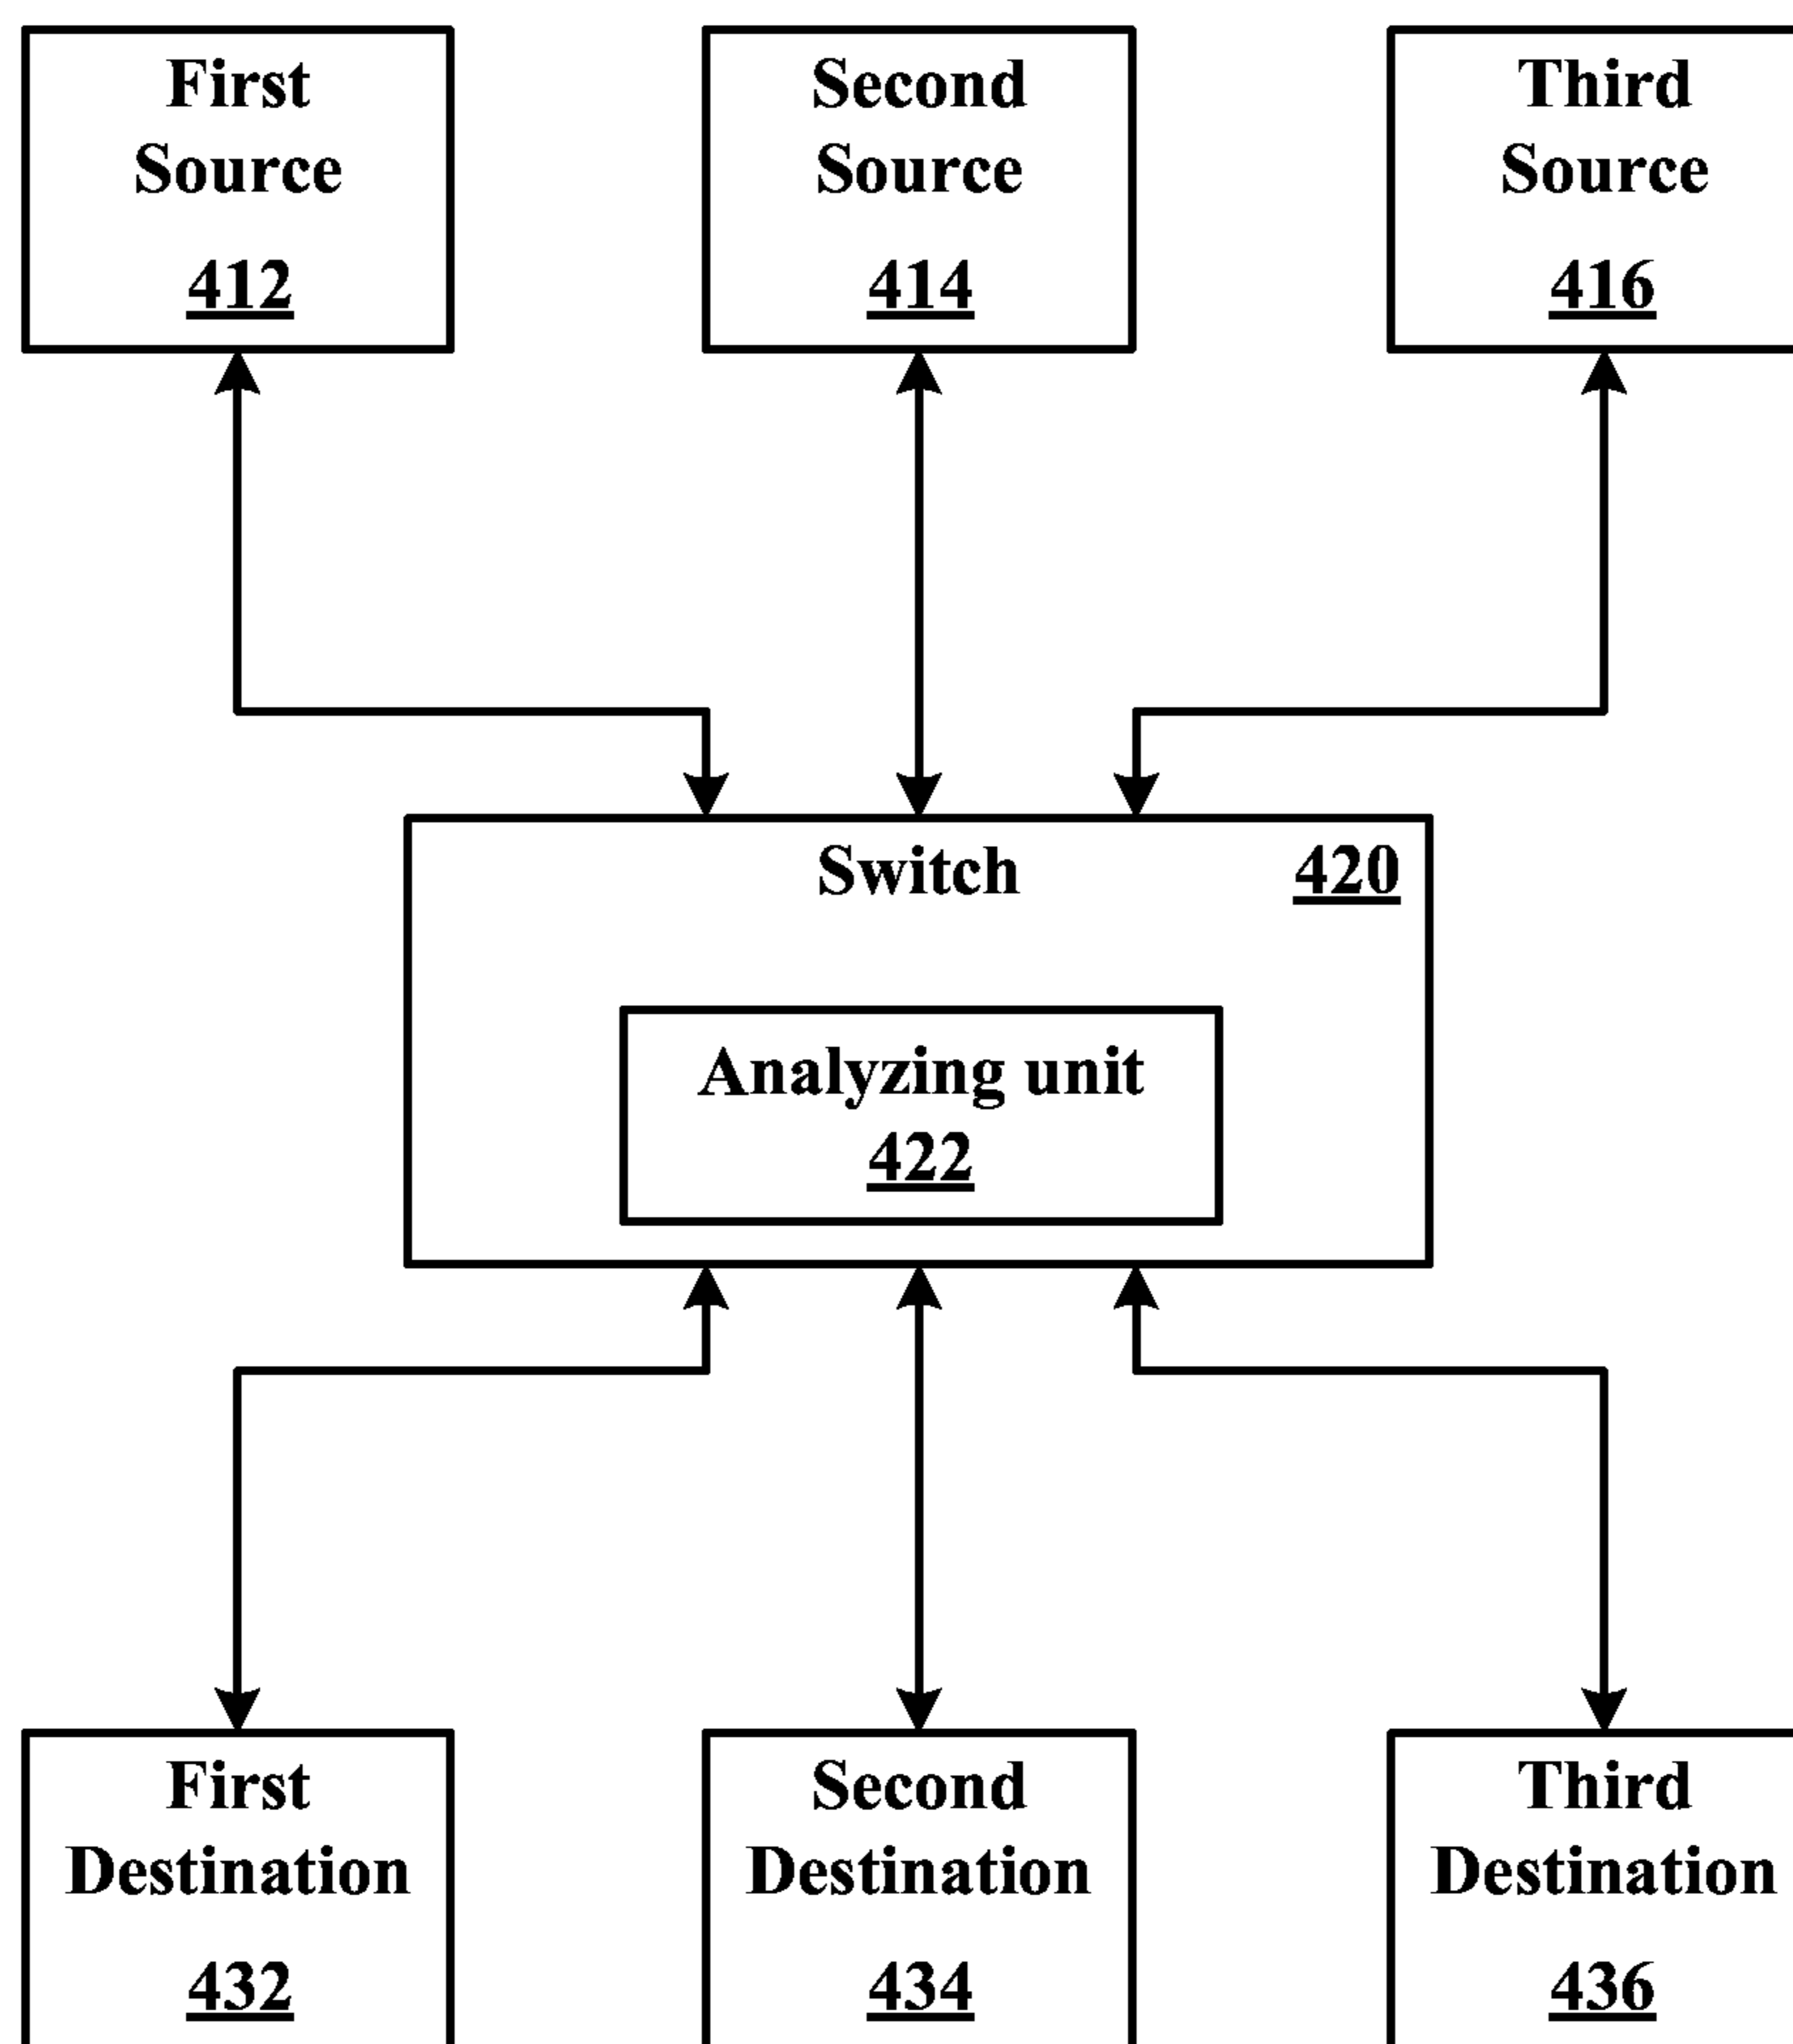 First
Source
412
Second
Source
414
Third
Source
416
Switch
420
Analyzing unit
422
First
Destination
432
Second
Destination
434
Third
Destination
436